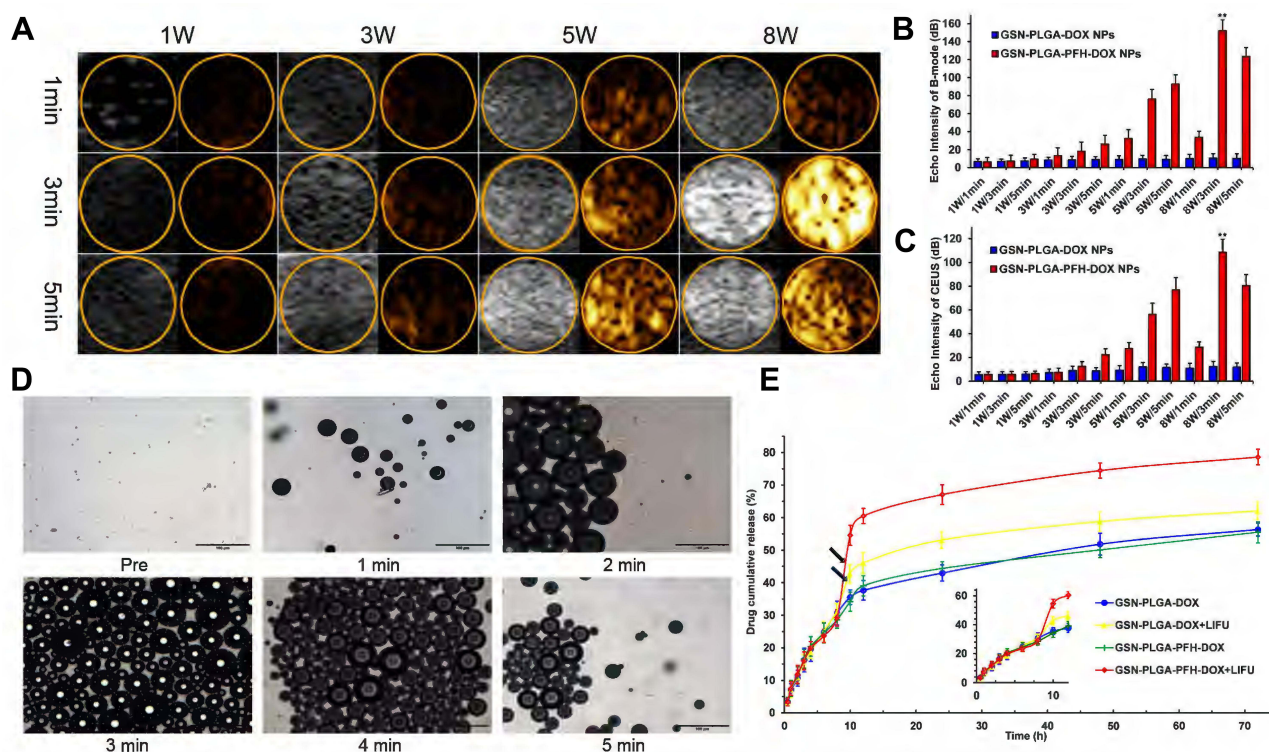 A
1W 3W 5W 8W
1min
3min
5min
B
Echo Intensity of B-mode (dB)
160
140
120
100
80
60
40
20
0
**
GSN-PLGA-DOX NPs
GSN-PLGA-PFH-DOX NPs
1W/1min 1W/3min 1W/5min 3W/1min 3W/3min 3W/5min 5W/1min 5W/3min 5W/5min 8W/1min 8W/3min 8W/5min
C
Echo Intensity of CEUS (dB)
120
100
80
60
40
20
0
**
GSN-PLGA-DOX NPs
GSN-PLGA-PFH-DOX NPs
1W/1min 1W/3min 1W/5min 3W/1min 3W/3min 3W/5min 5W/1min 5W/3min 5W/5min 8W/1min 8W/3min 8W/5min
D
Pre 1 min 2 min
3 min 4 min 5 min
E
Drug cumulative release (%)
80
70
60
50
40
30
20
10
0
60
40
20
0
0 10
GSN-PLGA-DOX
GSN-PLGA-DOX+LIFU
GSN-PLGA-PFH-DOX
GSN-PLGA-PFH-DOX+LIFU
0 10 20 30 40 50 60 70
Time (h)